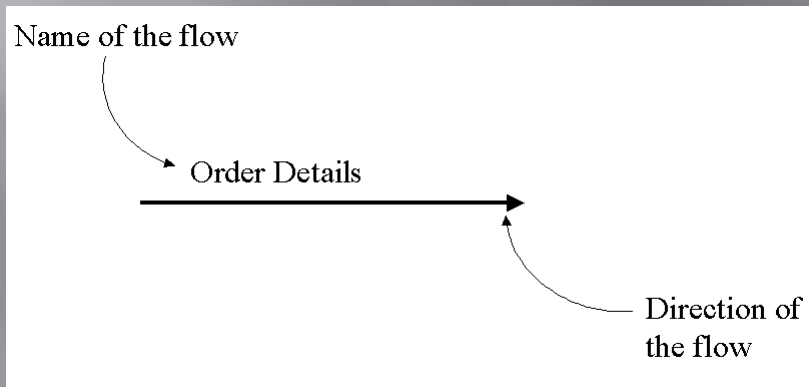 Name of the flow
Order Details
Direction of
the flow